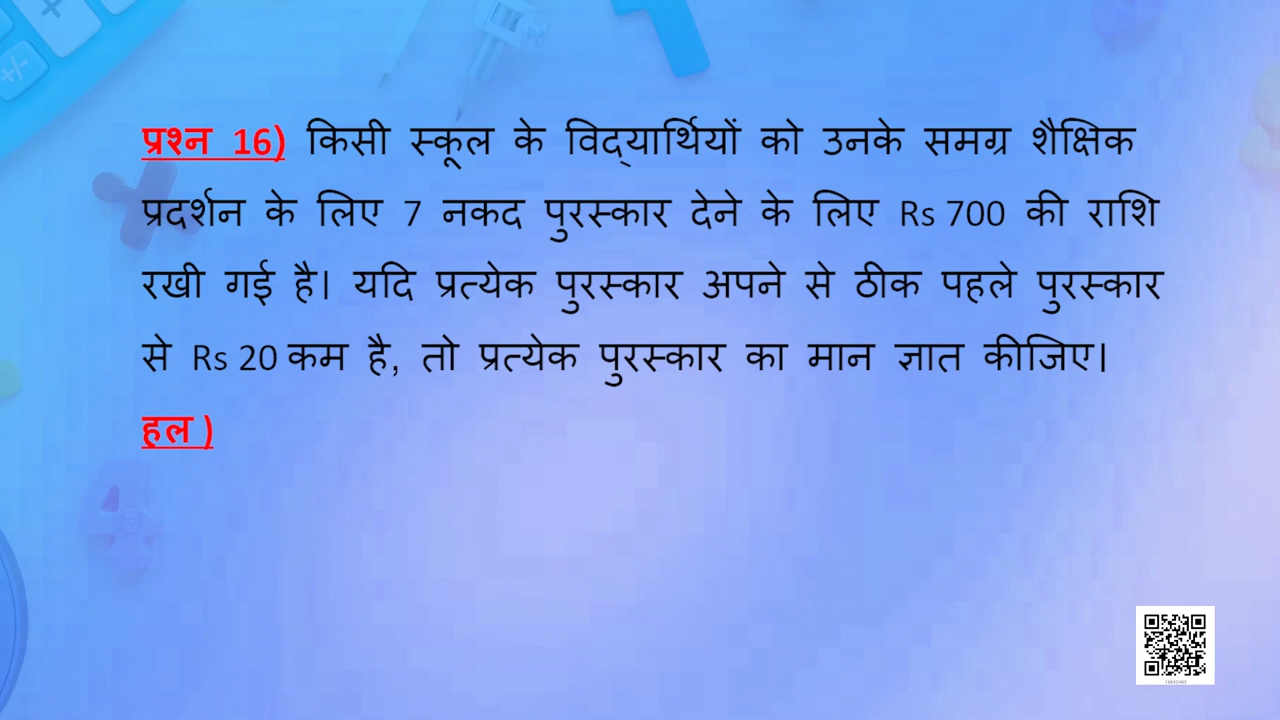 प्रश्न 16) किसी स्कूल के विद्यार्थियों को उनके समग्र शैक्षिक
प्रदर्शन के लिए 7 नकद पुरस्कार देने के लिए Rs 700 की राशि
रखी गई है। यदि प्रत्येक पुरस्कार अपने से ठीक पहले पुरस्कार
से Rs 20 कम है, तो प्रत्येक पुरस्कार का मान ज्ञात कीजिए।
हल )